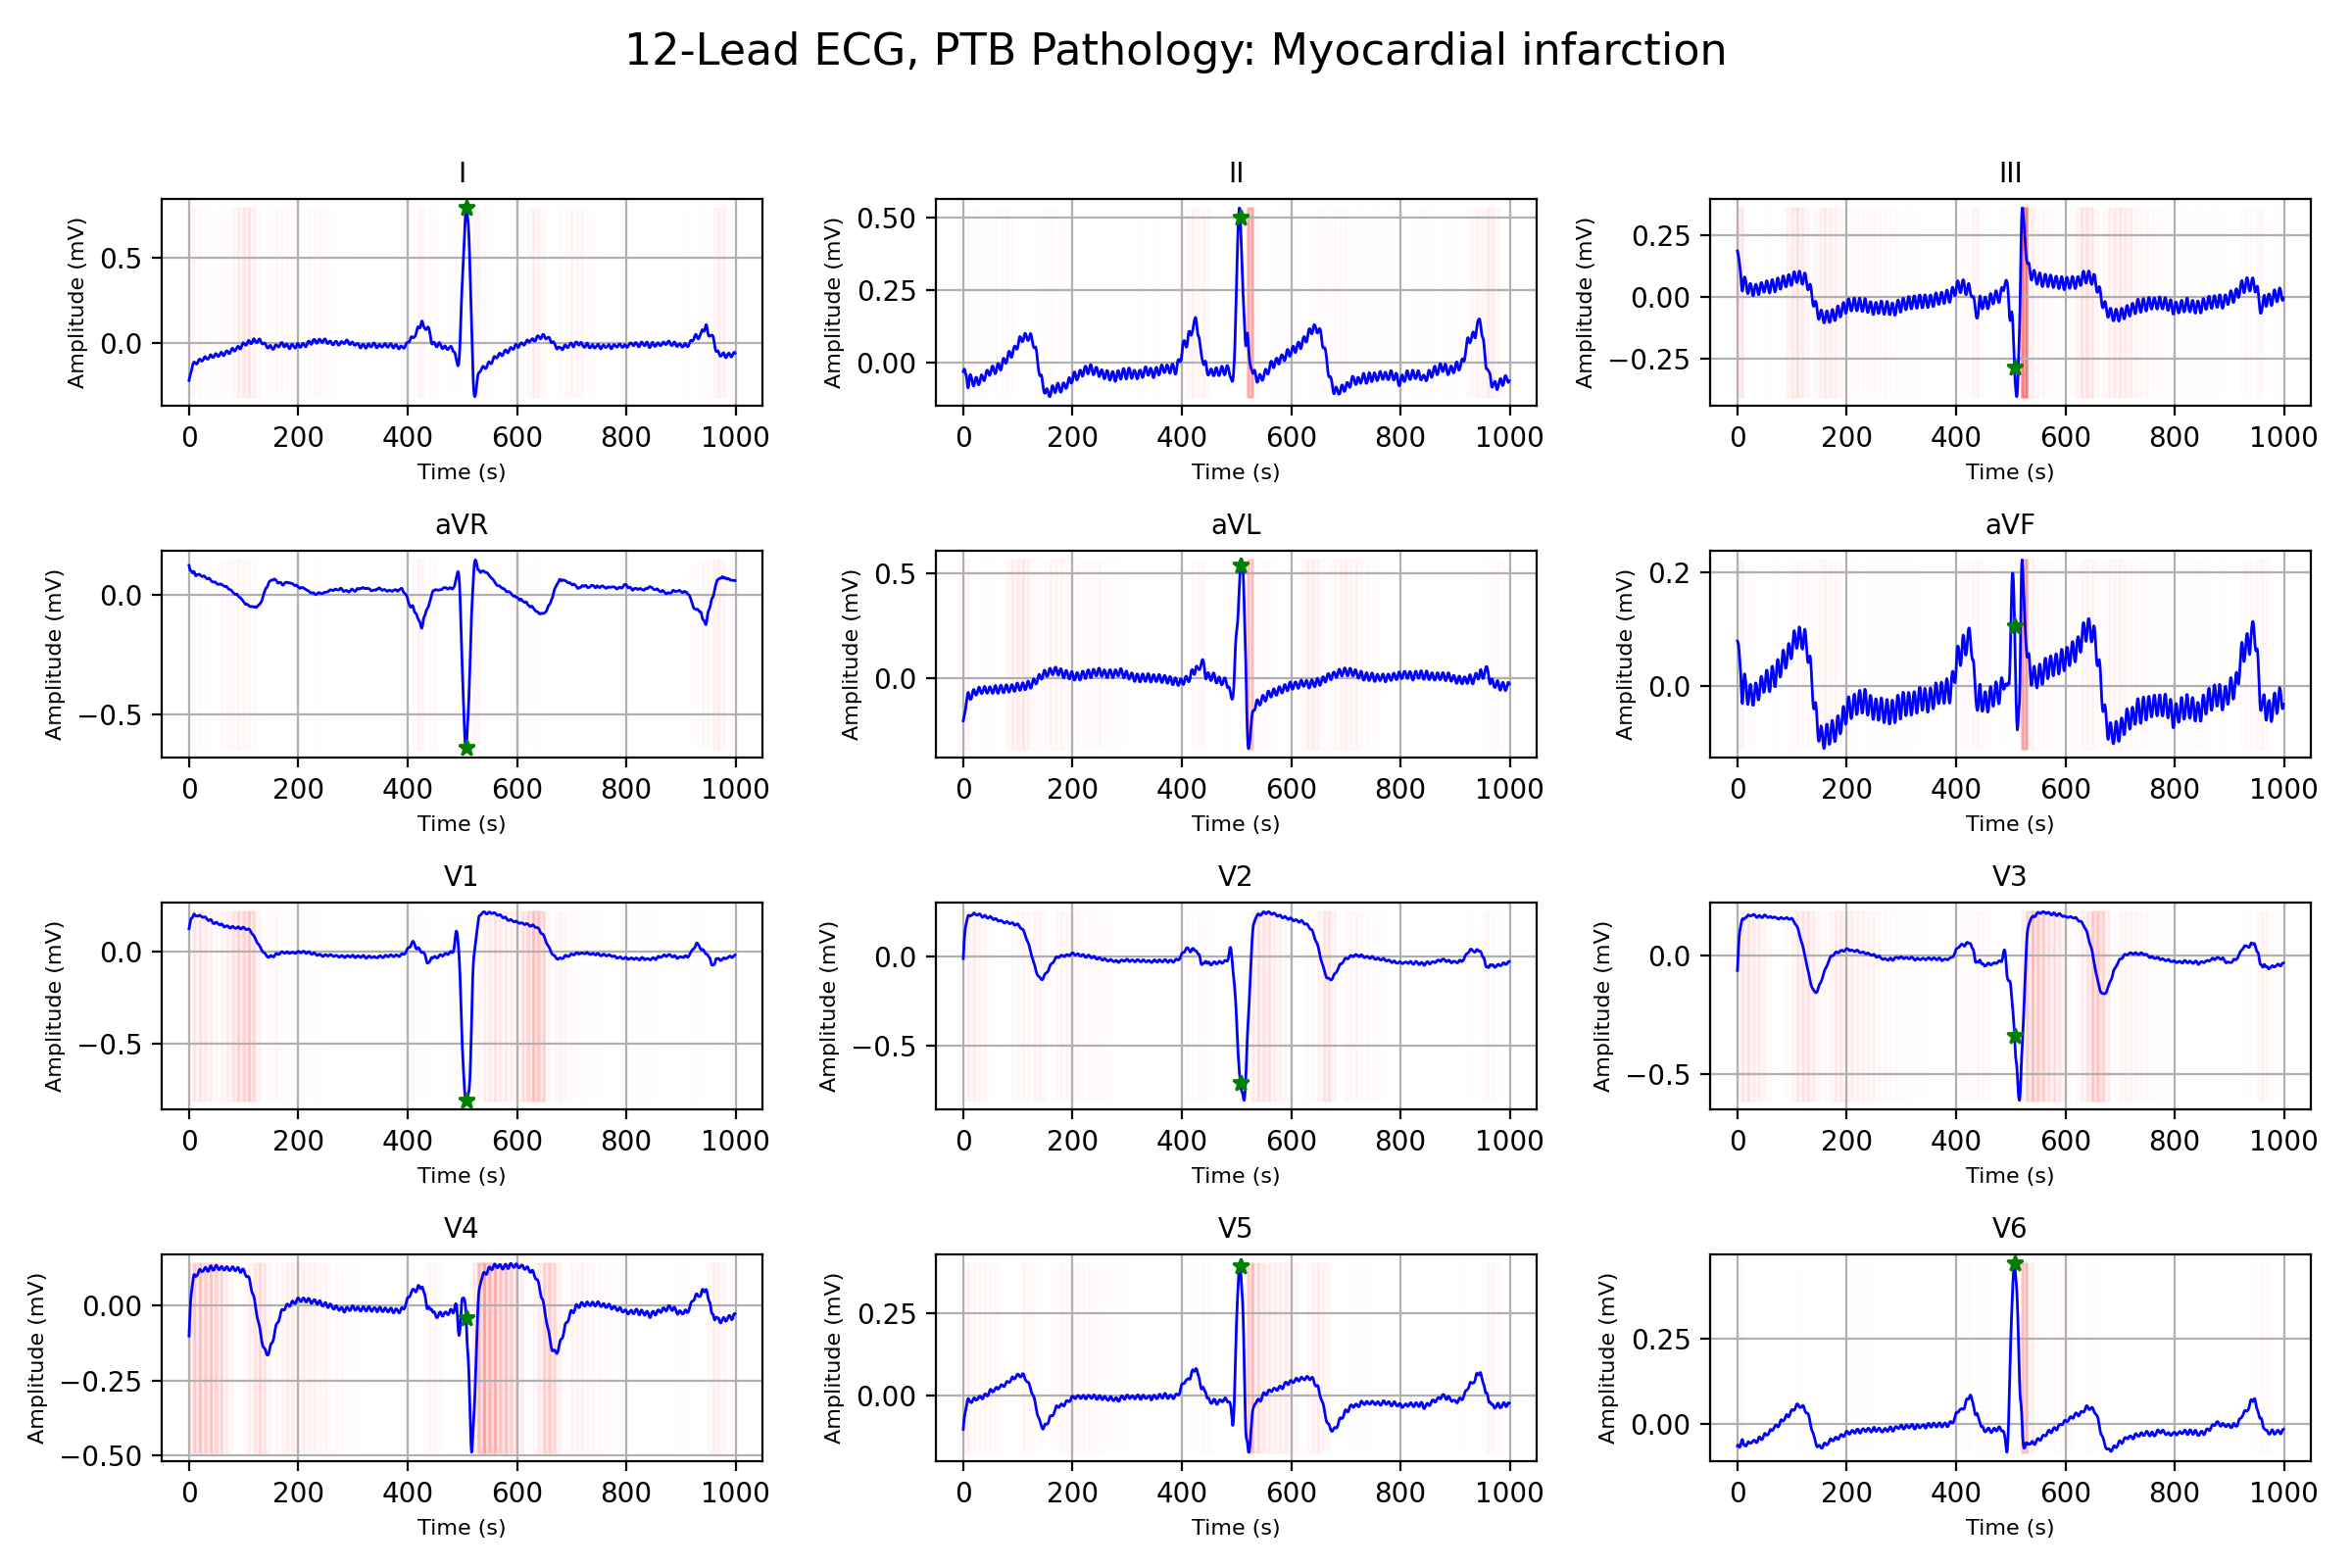 12-Lead ECG, PTB Pathology: Myocardial infarction
I
Amplitude (mV)
0.5
0.0
0 200 400 600 800 1000
Time (s)
II
Amplitude (mV)
0.50
0.25
0.00
0 200 400 600 800 1000
Time (s)
III
Amplitude (mV)
0.25
0.00
−0.25
0 200 400 600 800 1000
Time (s)
aVR
Amplitude (mV)
0.0
−0.5
0 200 400 600 800 1000
Time (s)
aVL
Amplitude (mV)
0.5
0.0
0 200 400 600 800 1000
Time (s)
aVF
Amplitude (mV)
0.2
0.0
0 200 400 600 800 1000
Time (s)
V1
Amplitude (mV)
0.0
−0.5
0 200 400 600 800 1000
Time (s)
V2
Amplitude (mV)
0.0
−0.5
0 200 400 600 800 1000
Time (s)
V3
Amplitude (mV)
0.0
−0.5
0 200 400 600 800 1000
Time (s)
V4
Amplitude (mV)
0.00
−0.25
−0.50
0 200 400 600 800 1000
Time (s)
V5
Amplitude (mV)
0.25
0.00
0 200 400 600 800 1000
Time (s)
V6
Amplitude (mV)
0.25
0.00
0 200 400 600 800 1000
Time (s)